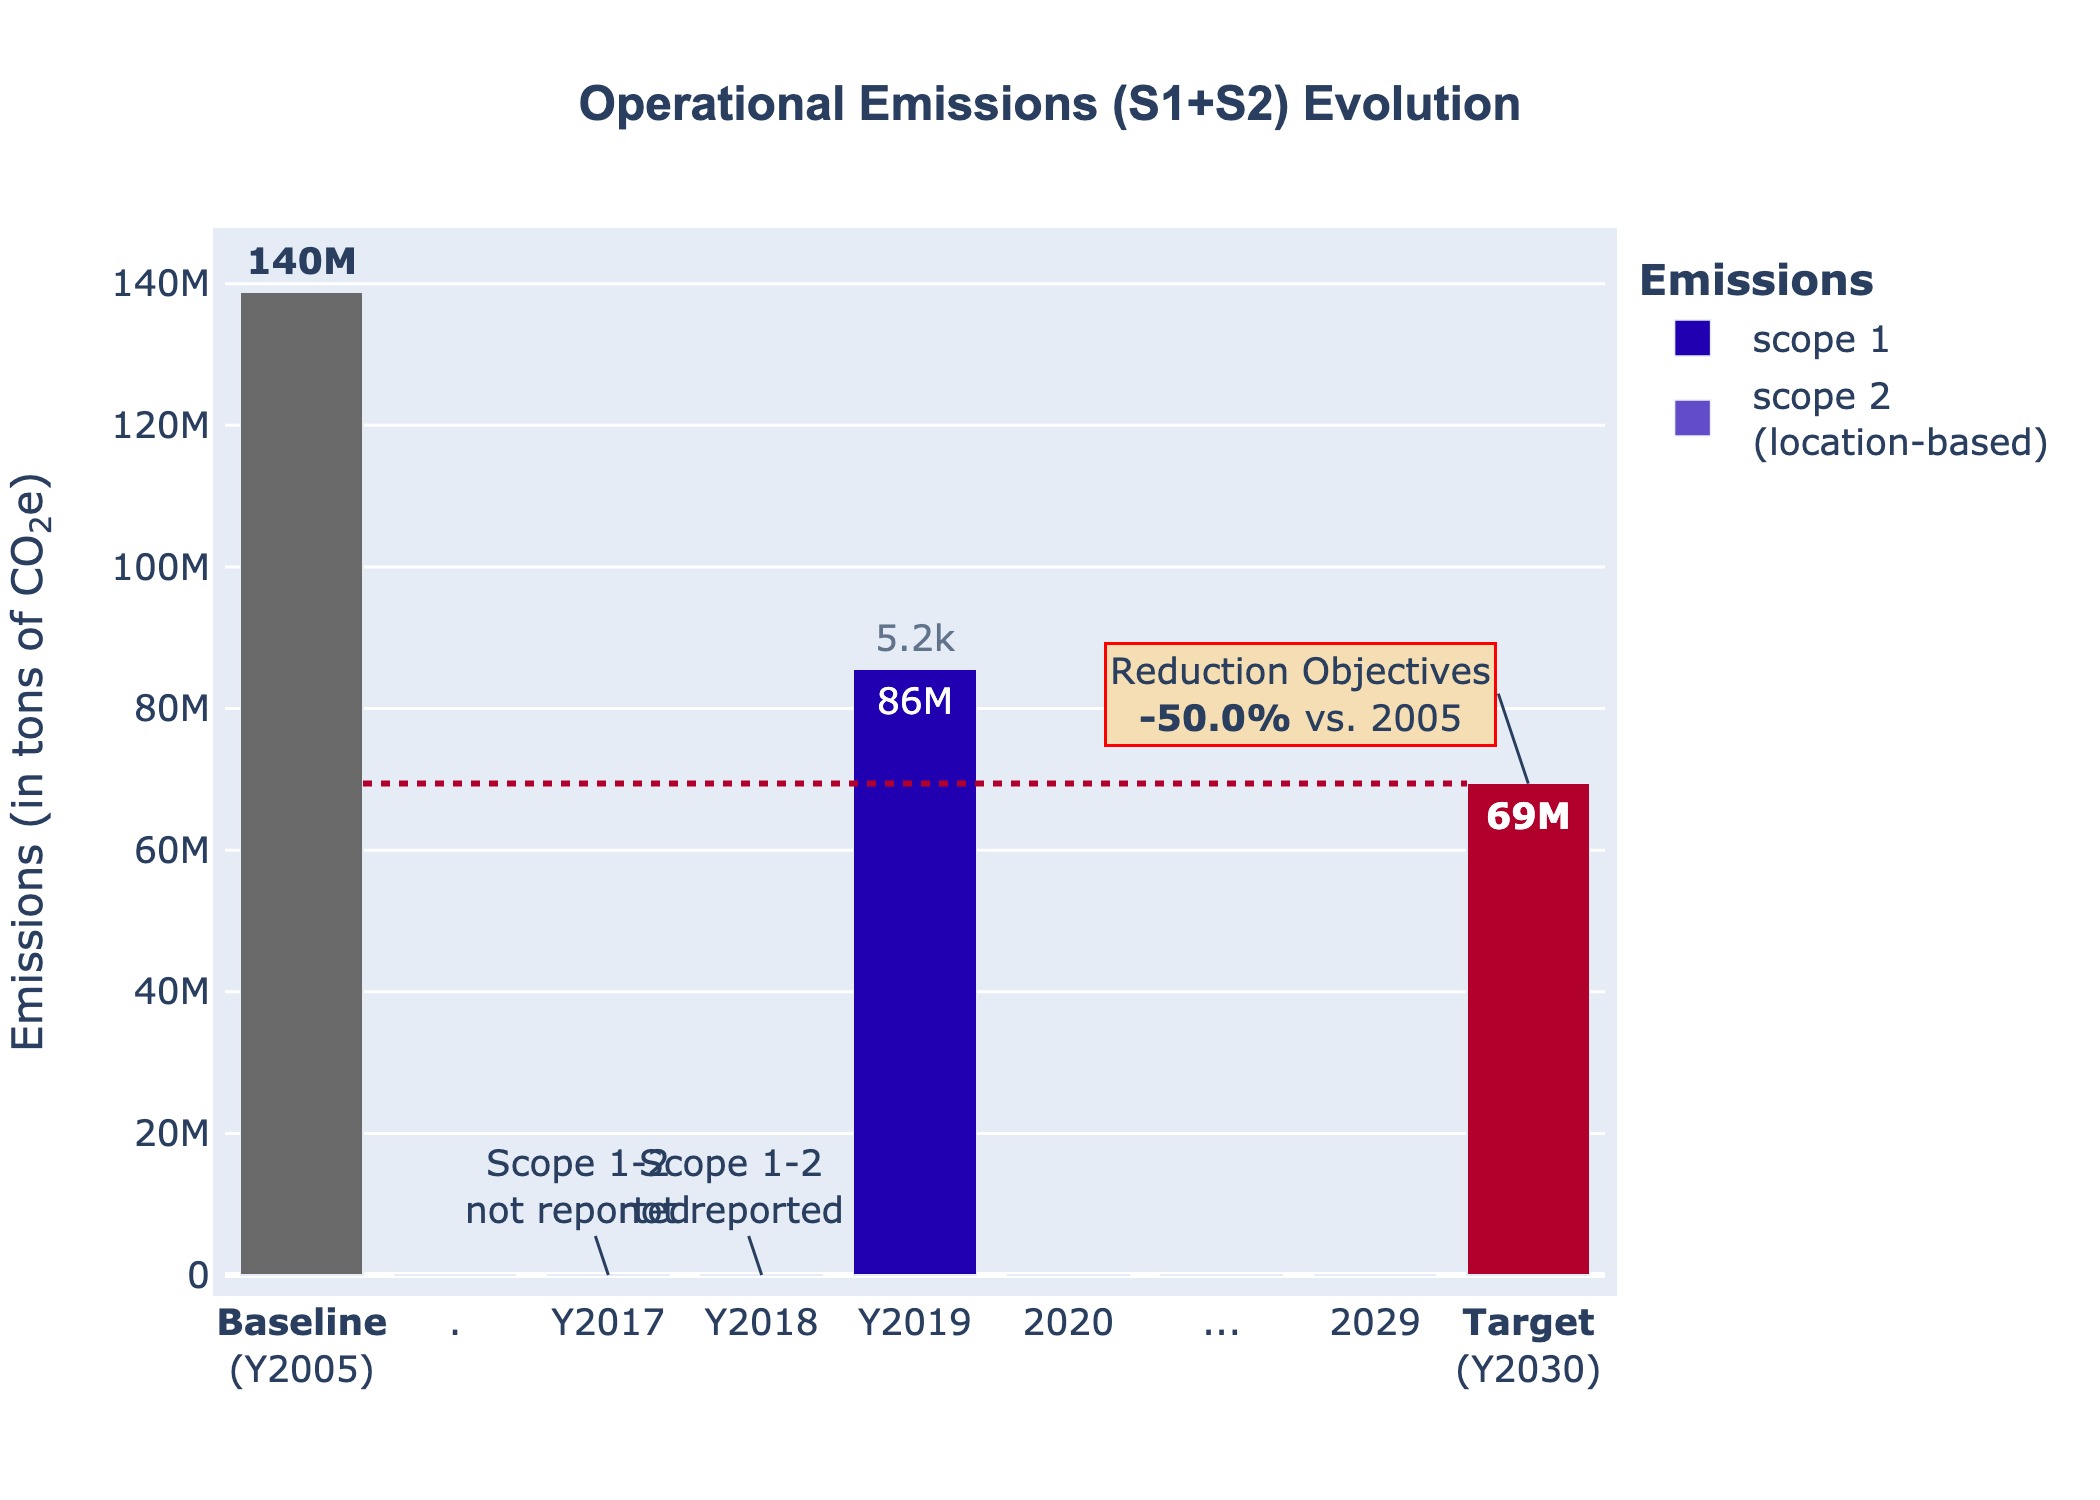 Operational Emissions (S1+S2) Evolution
Emissions (in tons of CO₂e)
140M
120M
100M
80M
60M
40M
20M
0
140M
5.2k
86M
Reduction Objectives
-50.0% vs. 2005
69M
Scope 1-2
not reported
Scope 1-2
not reported
Baseline
(Y2005)
.
Y2017
Y2018
Y2019
2020
...
2029
Target
(Y2030)
Emissions
scope 1
scope 2
(location-based)